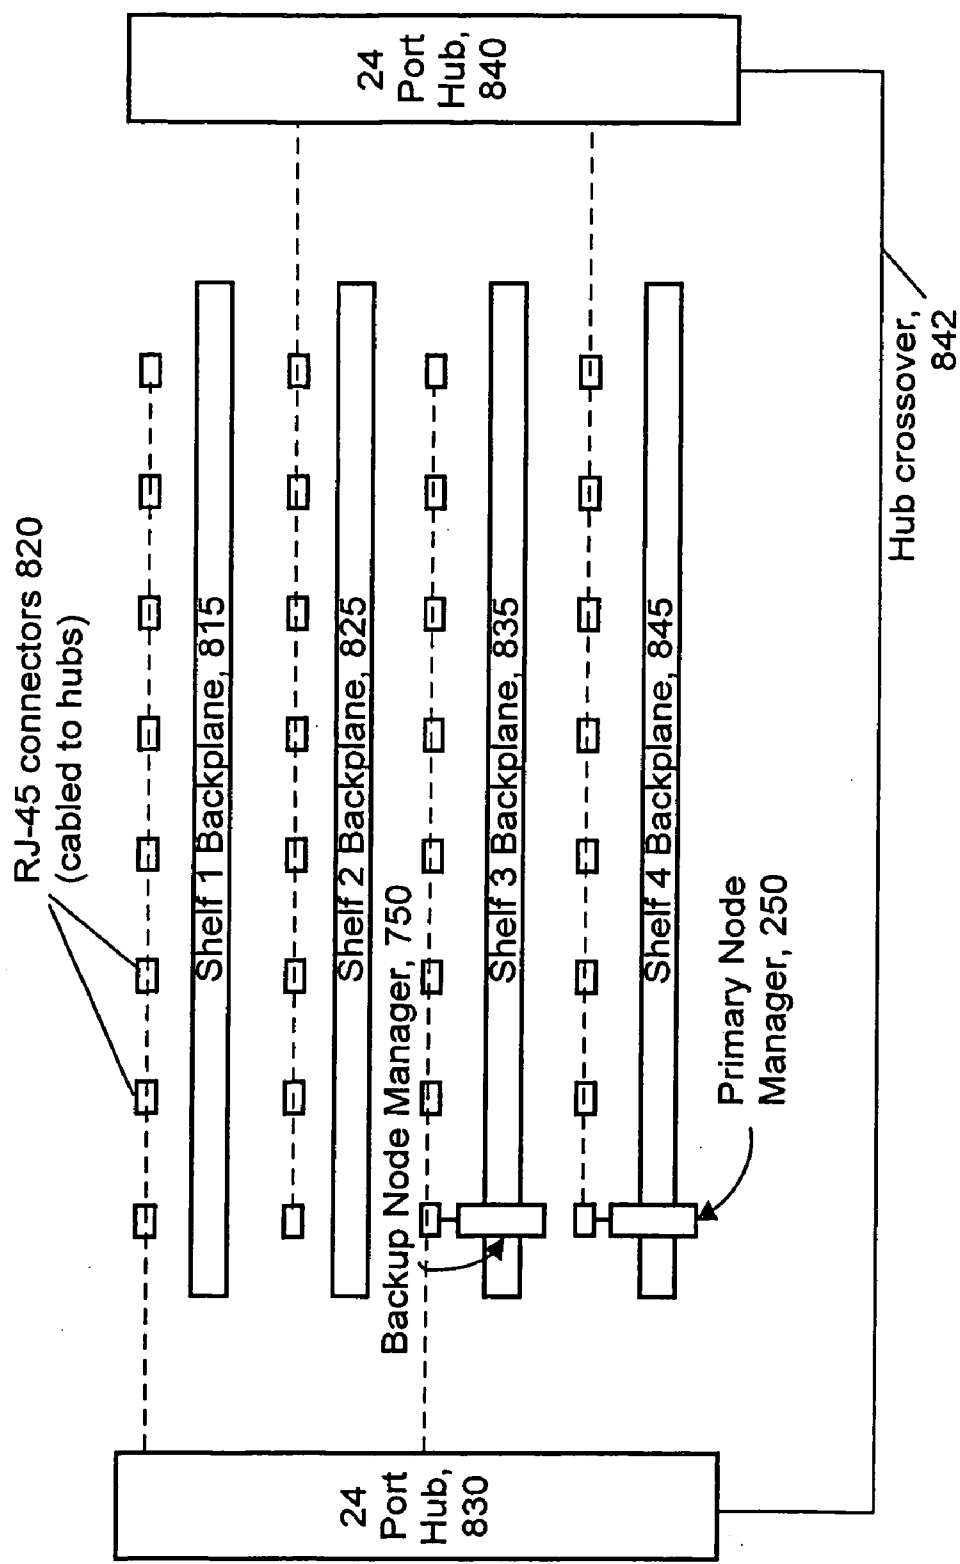 RJ-45 connectors 820
(cabled to hubs)
24
Port
Hub,
830
24
Port
Hub,
840
Shelf 1 Backplane, 815
Shelf 2 Backplane, 825
Backup Node Manager, 750
Shelf 3 Backplane, 835
Shelf 4 Backplane, 845
Primary Node
Manager, 250
Hub crossover,
842